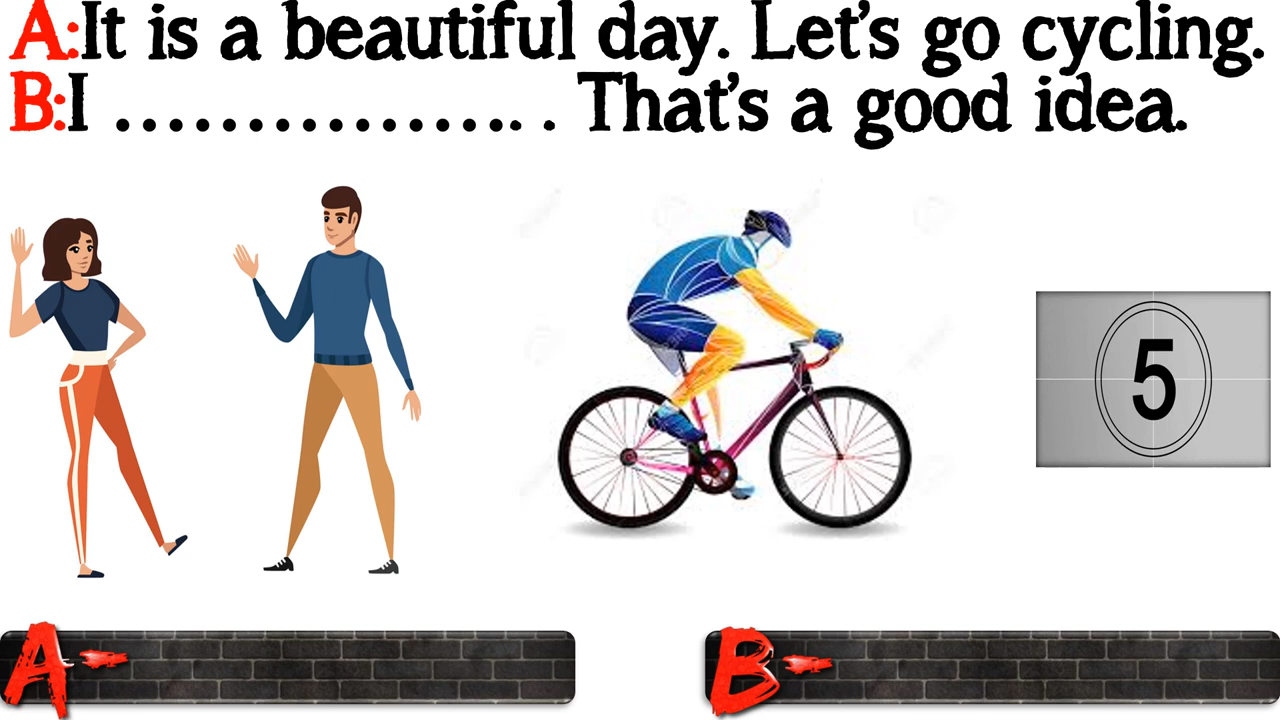 A:It is a beautiful day. Let's go cycling.
B:I ................. . That's a good idea.
5
A-
B-